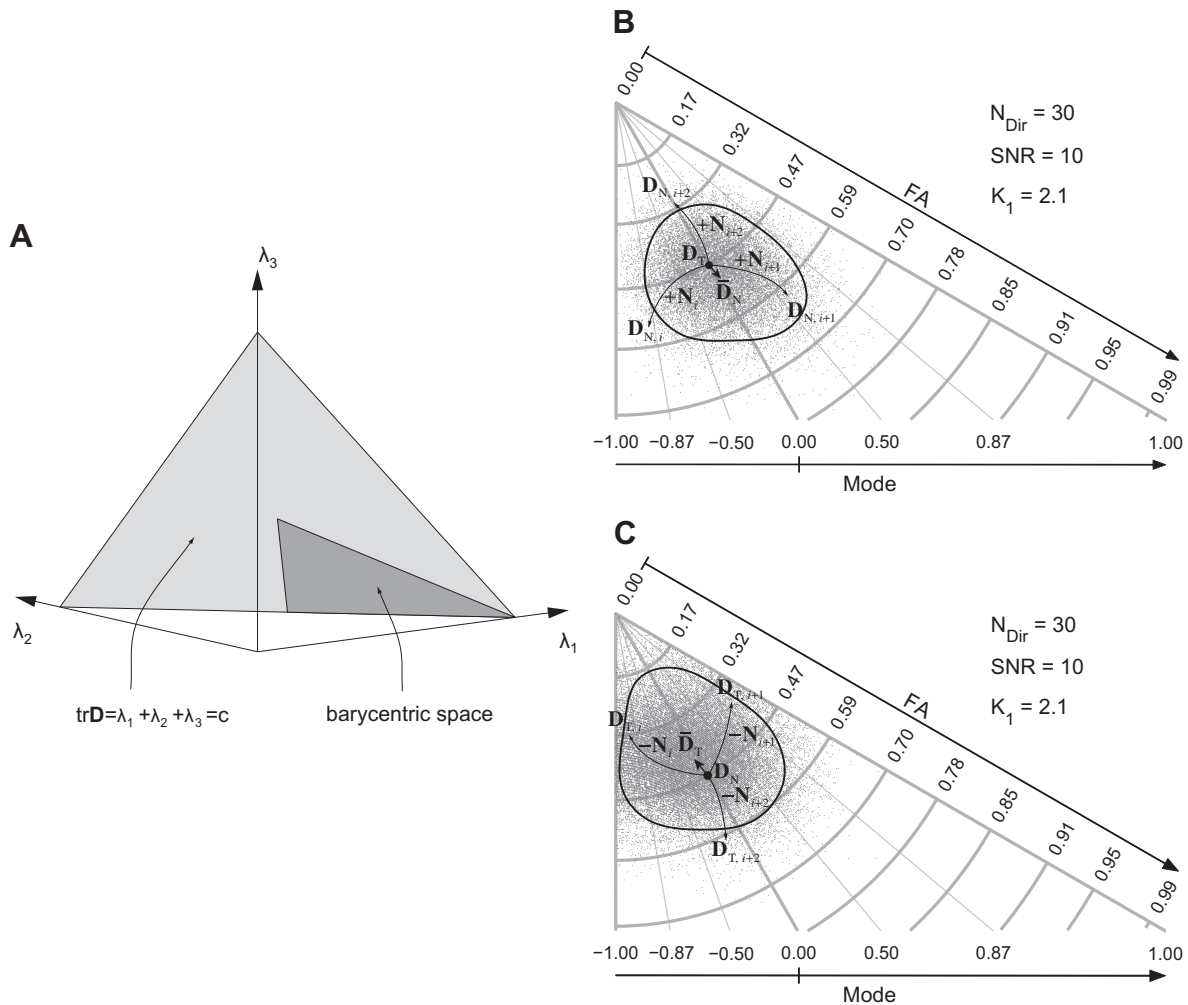 A
λ3
λ2
λ1
trD=λ1 +λ2 +λ3 =c
barycentric space
B
0.00
0.17
0.32
0.47
0.59
0.70
0.78
0.85
0.91
0.95
0.99
FA
NDir = 30
SNR = 10
K1 = 2.1
DN, i+2
+Ni+2
DT
+Ni+1
D̄N
+Ni
DN, i
DN, i+1
−1.00 −0.87 −0.50 0.00 0.50 0.87 1.00
Mode
C
0.00
0.17
0.32
0.47
0.59
0.70
0.78
0.85
0.91
0.95
0.99
FA
NDir = 30
SNR = 10
K1 = 2.1
DT, i+1
DT, i
−Ni
D̄T
−Ni+1
DN
−Ni+2
DT, i+2
−1.00 −0.87 −0.50 0.00 0.50 0.87 1.00
Mode